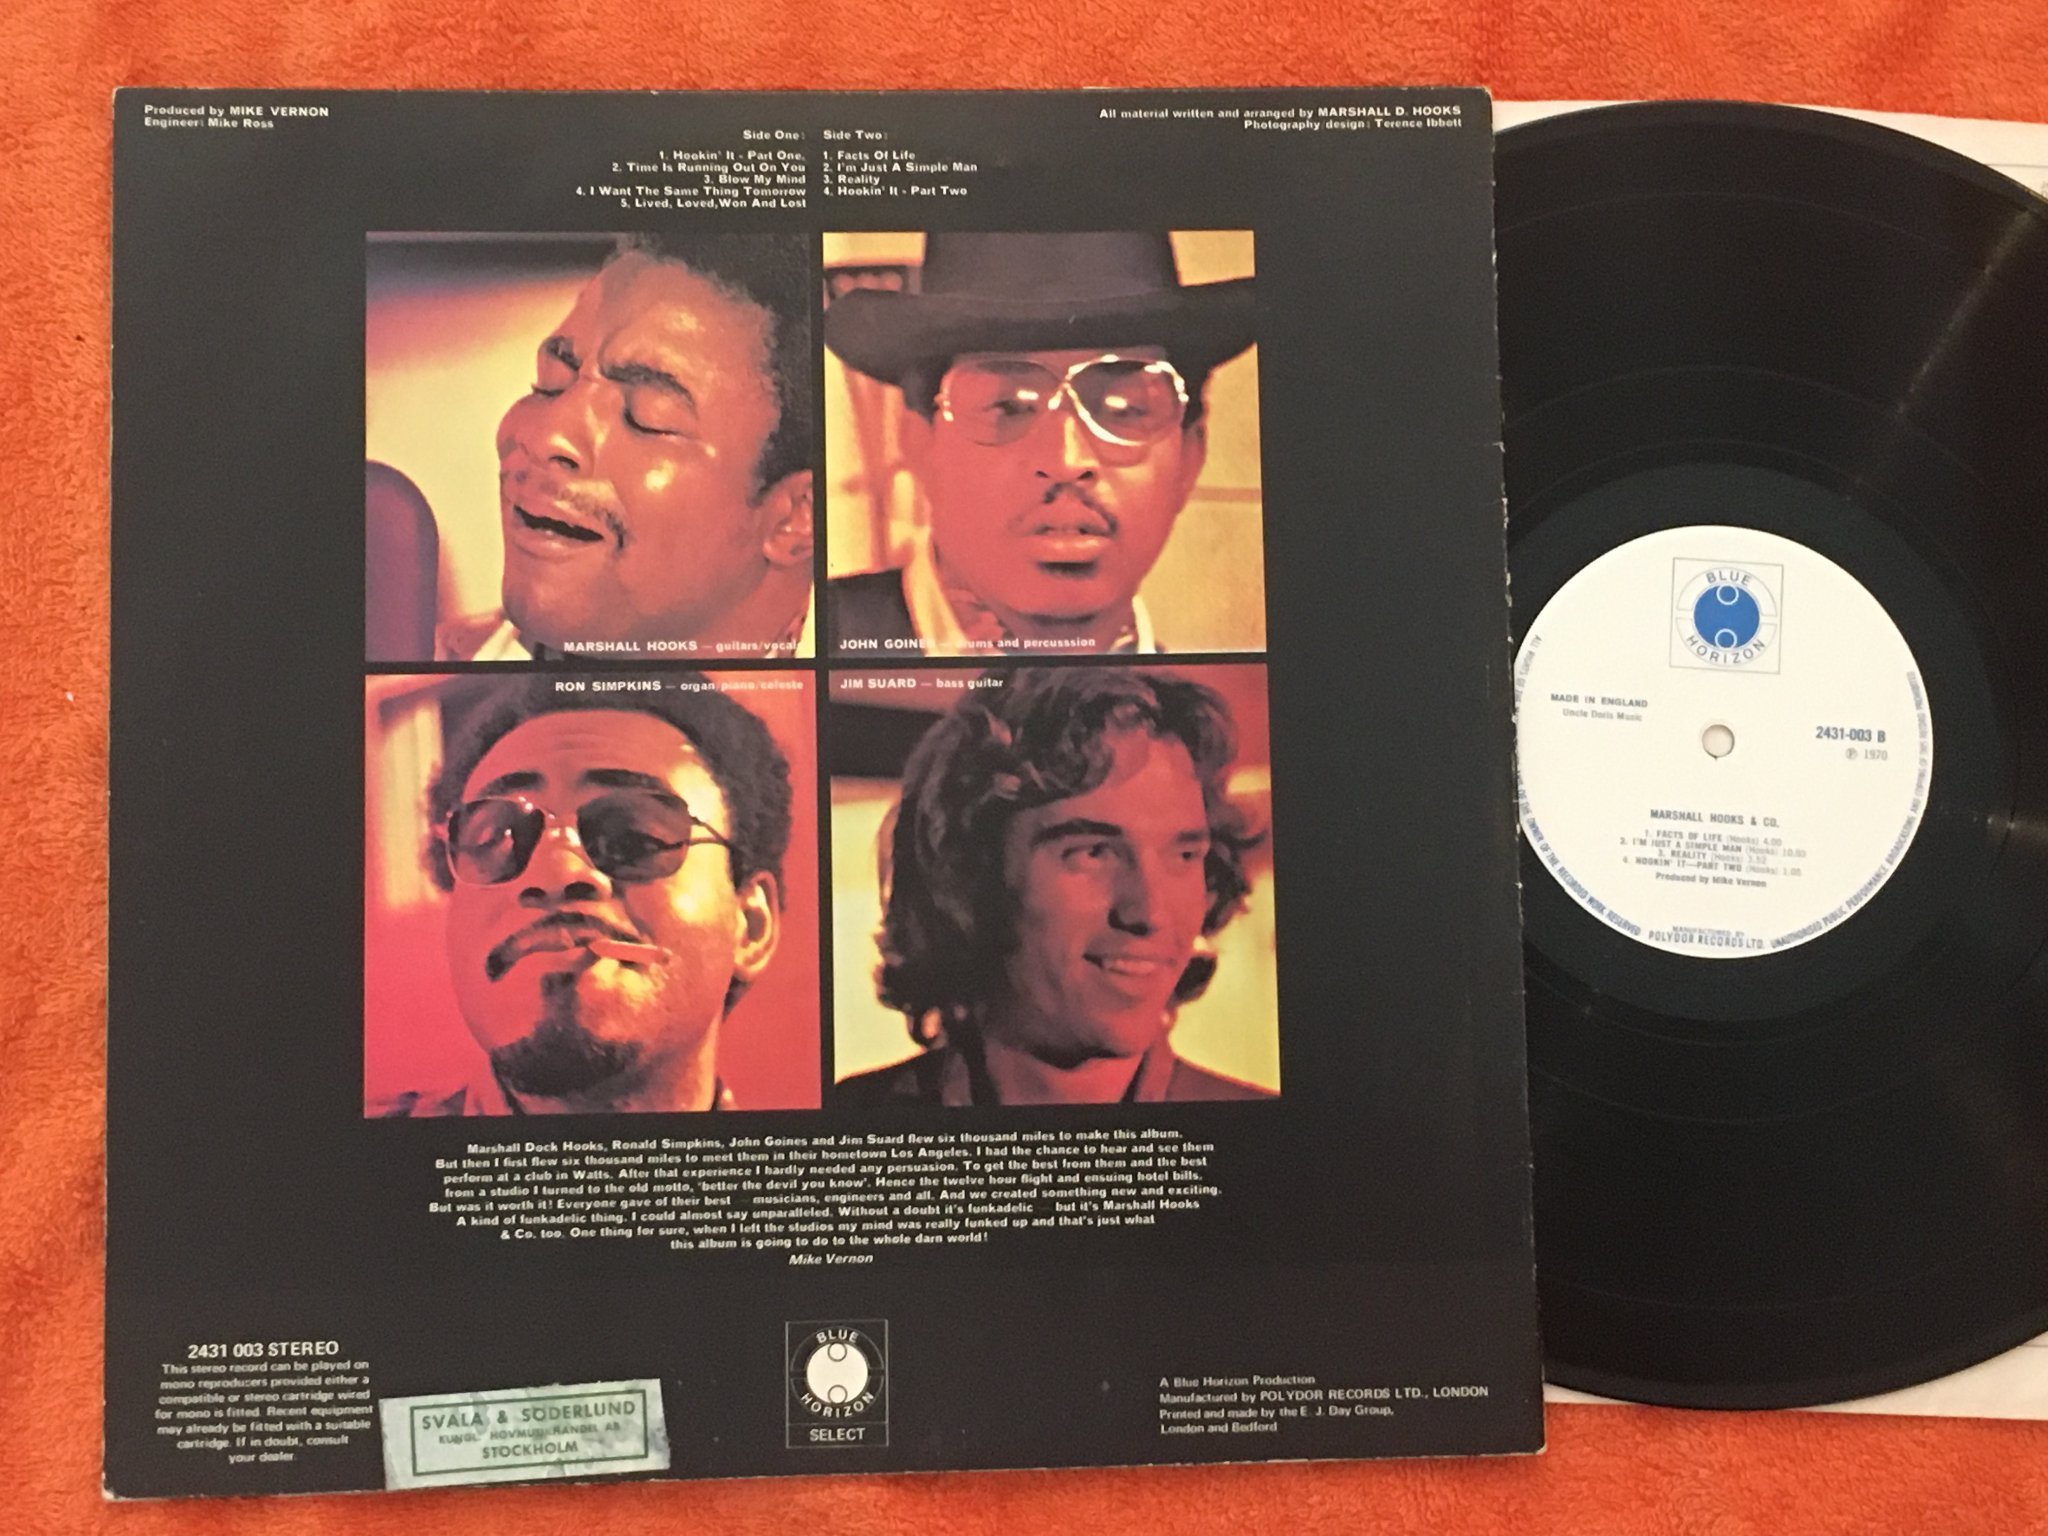 Produced by MIKE VERNON
Engineer: Mike Ross
All material written and arranged by MARSHALL D. HOOKS
Photography/design: Terence Ibbott
Side One:
1. Hookin' It - Part One.
2. Time Is Running Out On You
3. Blow My Mind
4. I Want The Same Thing Tomorrow
5. Lived, Loved,Won And Lost
Side Two:
1. Facts Of Life
2. I'm Just A Simple Man
3. Reality
4. Hookin' It - Part Two
MARSHALL HOOKS — guitars/vocal
JOHN GOINES — drums and percusssion
RON SIMPKINS — organ/piano/celeste
JIM SUARD — bass guitar
Marshall Dock Hooks, Ronald Simpkins, John Goines and Jim Suard flew six thousand miles to make this album.
But then I first flew six thousand miles to meet them in their hometown Los Angeles. I had the chance to hear and see them
perform at a club in Watts. After that experience I hardly needed any persuasion. To get the best from them and the best
from a studio I turned to the old motto, 'better the devil you know'. Hence the twelve hour flight and ensuing hotel bills.
But was it worth it! Everyone gave of their best — musicians, engineers and all. And we created something new and exciting.
A kind of funkadelic thing. I could almost say unparalleled. Without a doubt it's funkadelic — but it's Marshall Hooks
& Co. too. One thing for sure, when I left the studios my mind was really funked up and that's just what
this album is going to do to the whole darn world!
Mike Vernon
2431 003 STEREO
This stereo record can be played on
mono reproducers provided either a
compatible or stereo cartridge wired
for mono is fitted. Recent equipment
may already be fitted with a suitable
cartridge. If in doubt, consult
your dealer.
SVALA & SÖDERLUND
KUNGL. HOVMUSIKHANDEL AB
STOCKHOLM
BLUE
HORIZON
SELECT
A Blue Horizon Production
Manufactured by POLYDOR RECORDS LTD., LONDON
Printed and made by the E. J. Day Group,
London and Bedford
BLUE
HORIZON
MADE IN ENGLAND
Uncle Doris Music
2431-003 B
℗ 1970
MARSHALL HOOKS & CO.
1. FACTS OF LIFE (Hooks) 4.00
2. I'M JUST A SIMPLE MAN (Hooks) 10.03
3. REALITY (Hooks) 3.52
4. HOOKIN' IT—PART TWO (Hooks) 1.05
Produced by Mike Vernon
MANUFACTURED BY
POLYDOR RECORDS LTD.
OWNER OF THE RECORDED WORK RESERVED
UNAUTHORISED PUBLIC PERFORMANCE, BROADCASTING AND